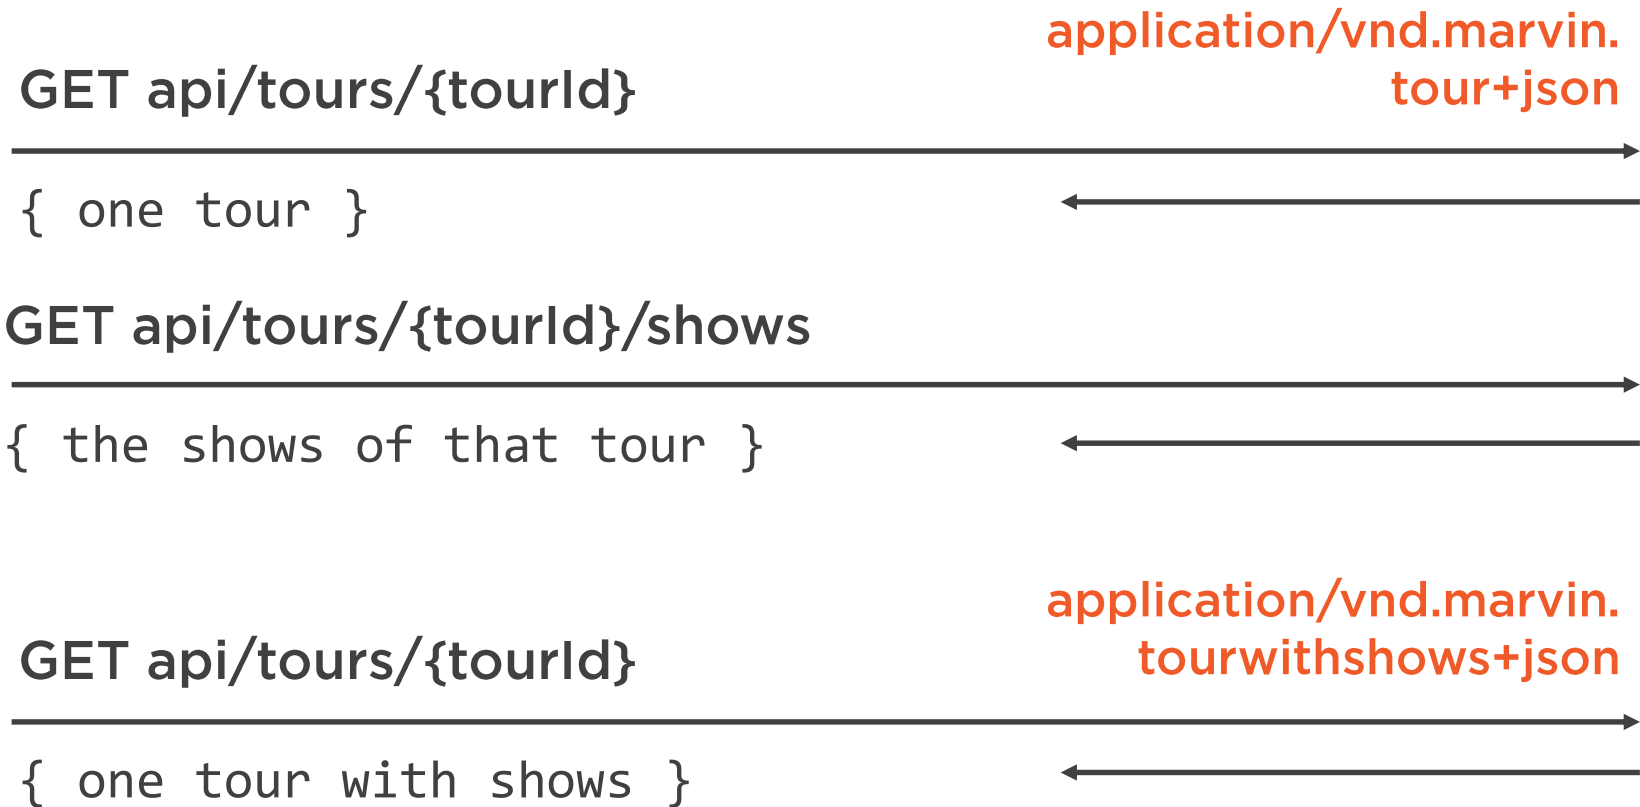 application/vnd.marvin.
tour+json
GET api/tours/{tourId}
{ one tour }
GET api/tours/{tourId}/shows
{ the shows of that tour }
application/vnd.marvin.
tourwithshows+json
GET api/tours/{tourId}
{ one tour with shows }